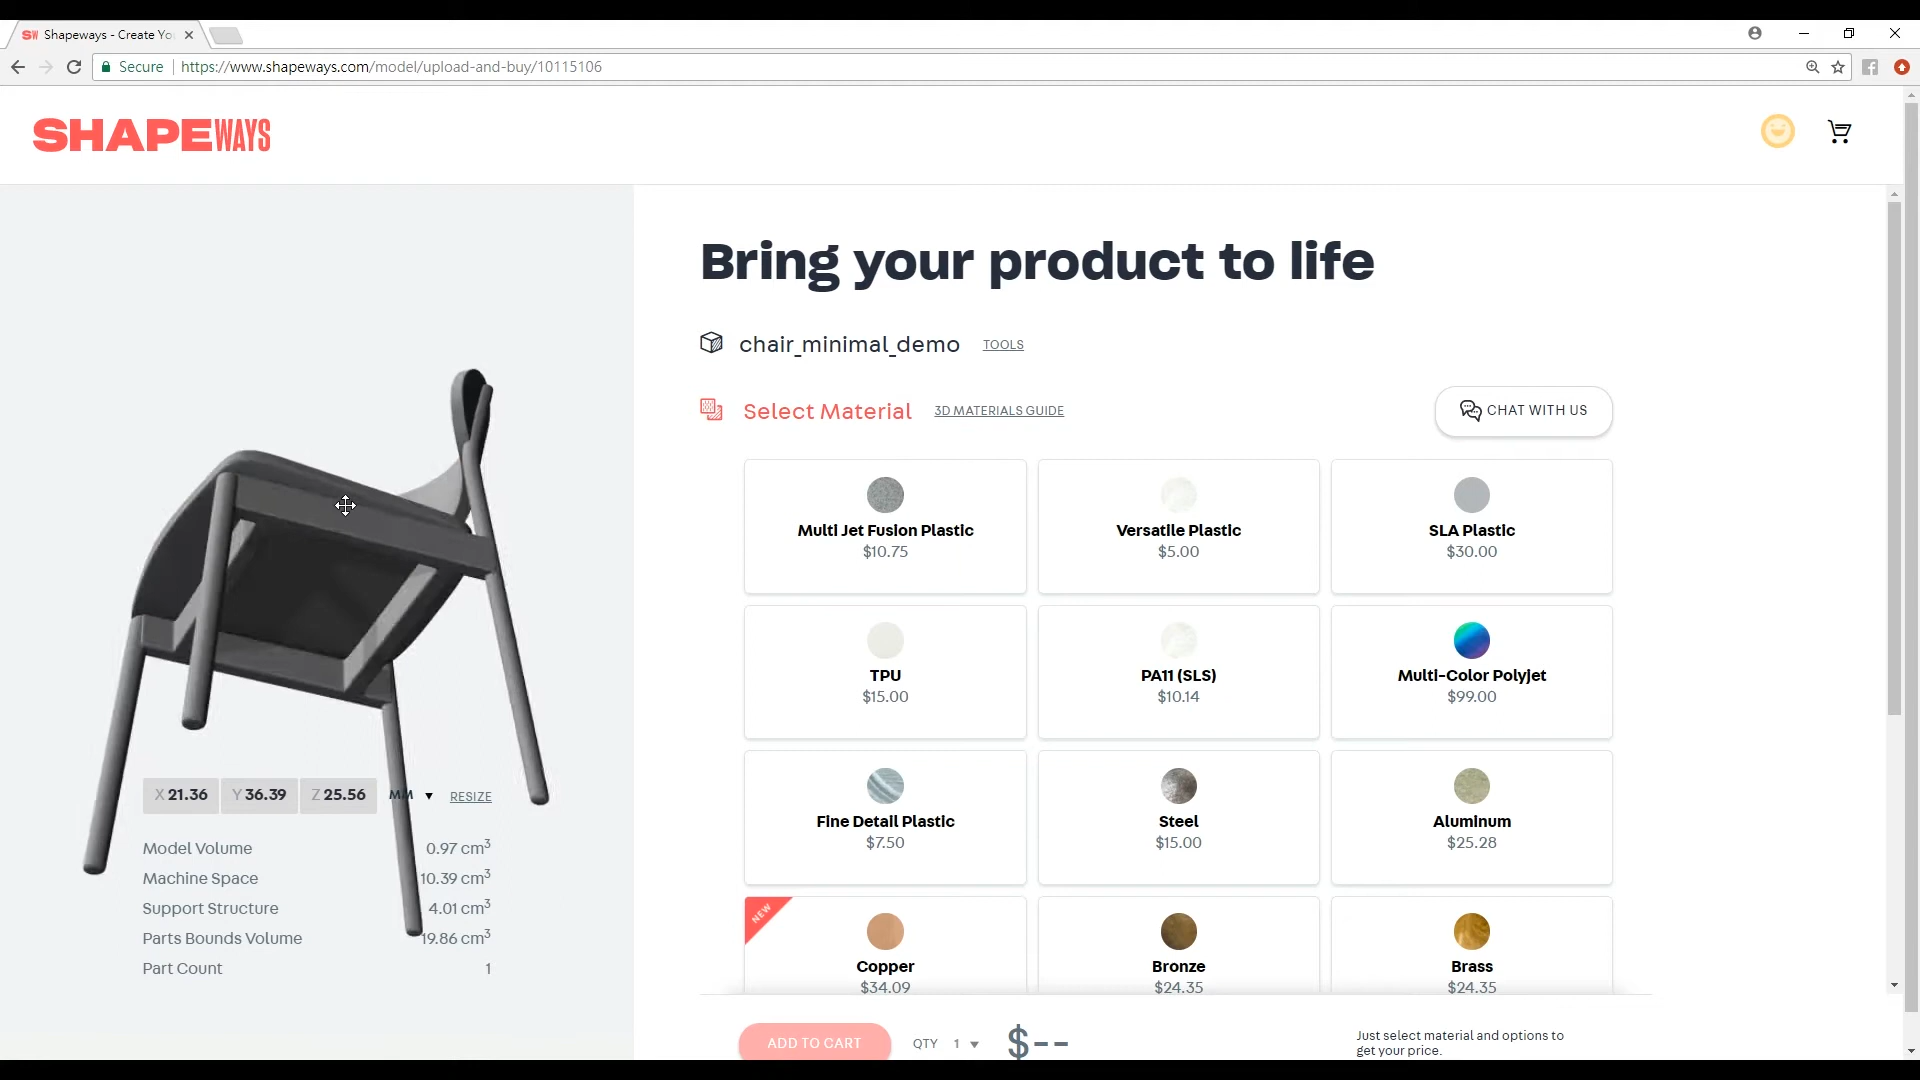 SW Shapeways - Create Yo
Secure | https://www.shapeways.com/model/upload-and-buy/10115106
SHAPEWAYS
Bring your product to life
chair_minimal_demo TOOLS
Select Material 3D MATERIALS GUIDE
CHAT WITH US
Multi Jet Fusion Plastic
$10.75
Versatile Plastic
$5.00
SLA Plastic
$30.00
TPU
$15.00
PA11 (SLS)
$10.14
Multi-Color Polyjet
$99.00
Fine Detail Plastic
$7.50
Steel
$15.00
Aluminum
$25.28
NEW
Copper
$34.09
Bronze
$24.35
Brass
$24.35
X 21.36 Y 36.39 Z 25.56 MM RESIZE
Model Volume 0.97 cm³
Machine Space 10.39 cm³
Support Structure 4.01 cm³
Parts Bounds Volume 19.86 cm³
Part Count 1
ADD TO CART QTY 1 $--
Just select material and options to
get your price.